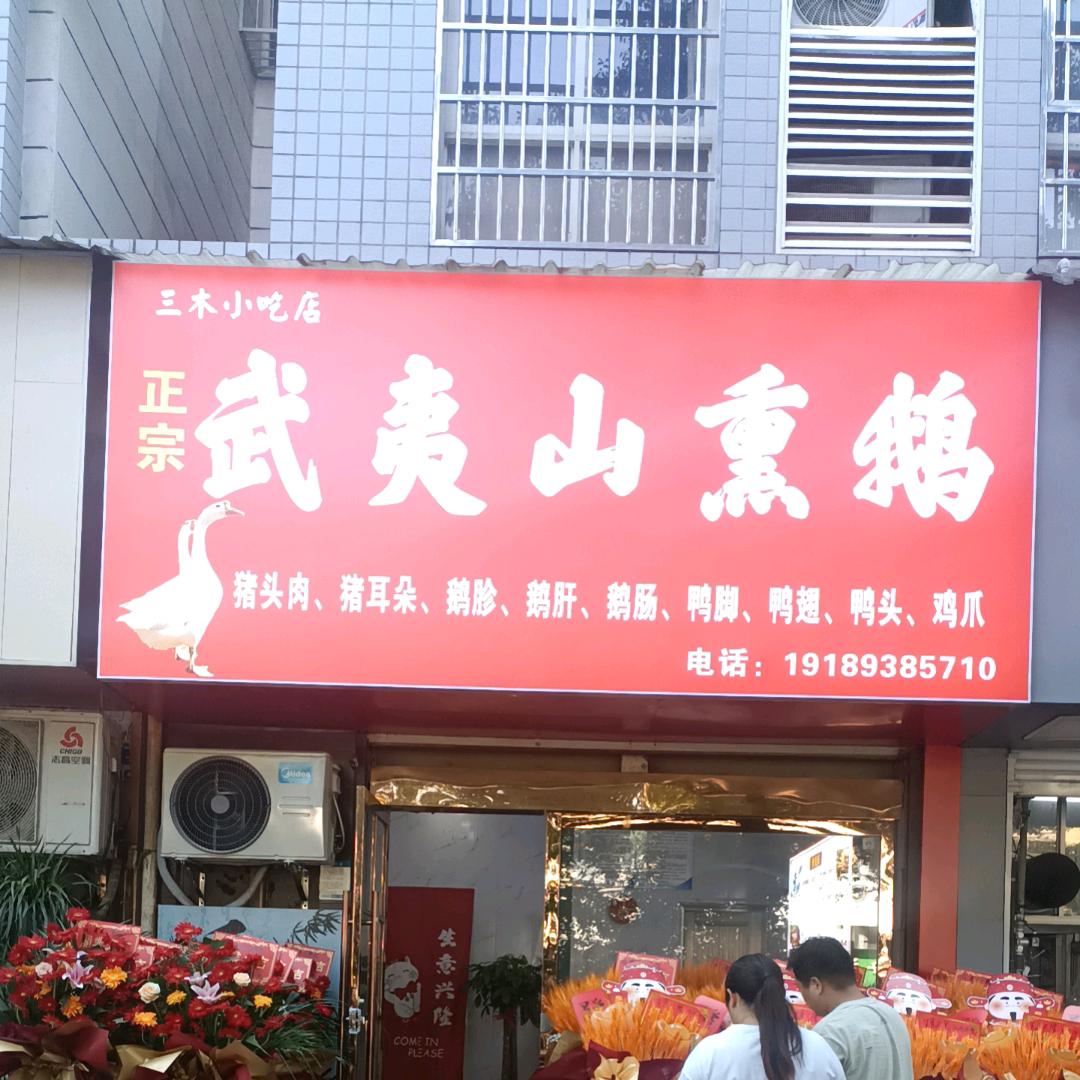 三木小吃店
正宗
武夷山熏鹅
猪头肉、猪耳朵、鹅胗、鹅肝、鹅肠、鸭脚、鸭翅、鸭头、鸡爪
电话：19189385710
CHIGO
志高空调
Midea
生意兴隆
COME IN
PLEASE
吉